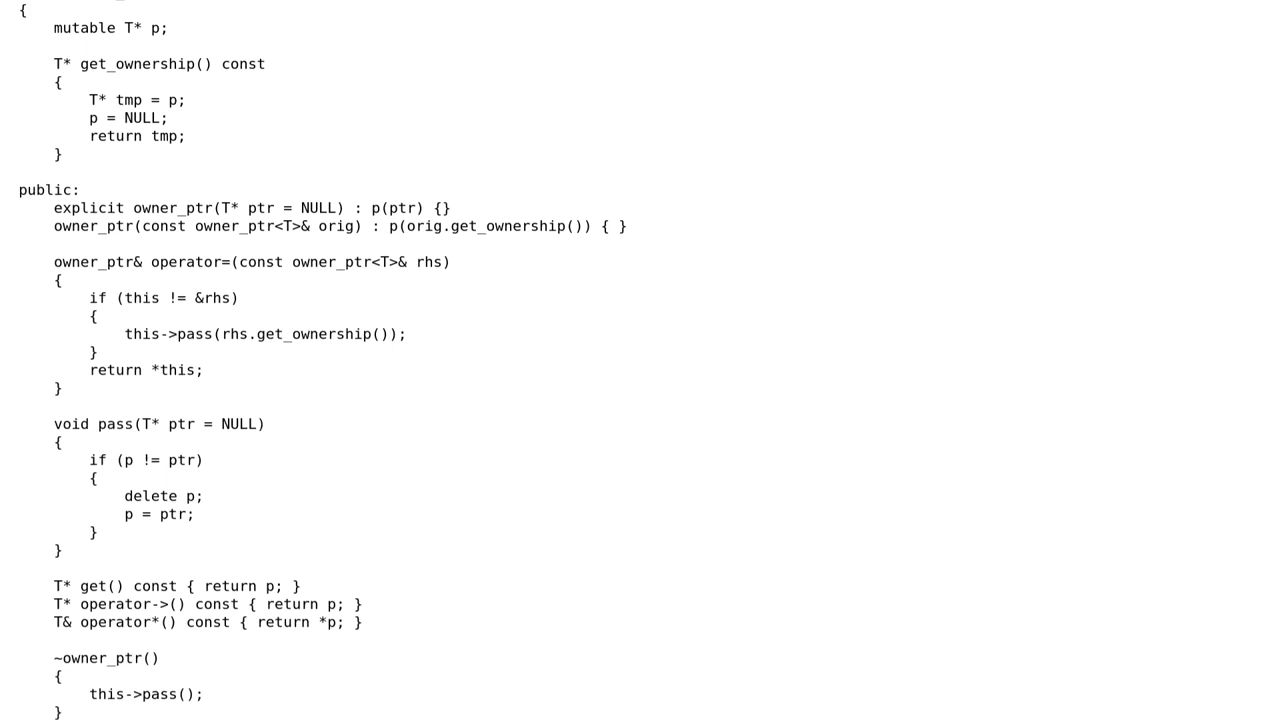 {
    mutable T* p;

    T* get_ownership() const
    {
        T* tmp = p;
        p = NULL;
        return tmp;
    }

public:
    explicit owner_ptr(T* ptr = NULL) : p(ptr) {}
    owner_ptr(const owner_ptr<T>& orig) : p(orig.get_ownership()) { }

    owner_ptr& operator=(const owner_ptr<T>& rhs)
    {
        if (this != &rhs)
        {
            this->pass(rhs.get_ownership());
        }
        return *this;
    }

    void pass(T* ptr = NULL)
    {
        if (p != ptr)
        {
            delete p;
            p = ptr;
        }
    }

    T* get() const { return p; }
    T* operator->() const { return p; }
    T& operator*() const { return *p; }

    ~owner_ptr()
    {
        this->pass();
    }